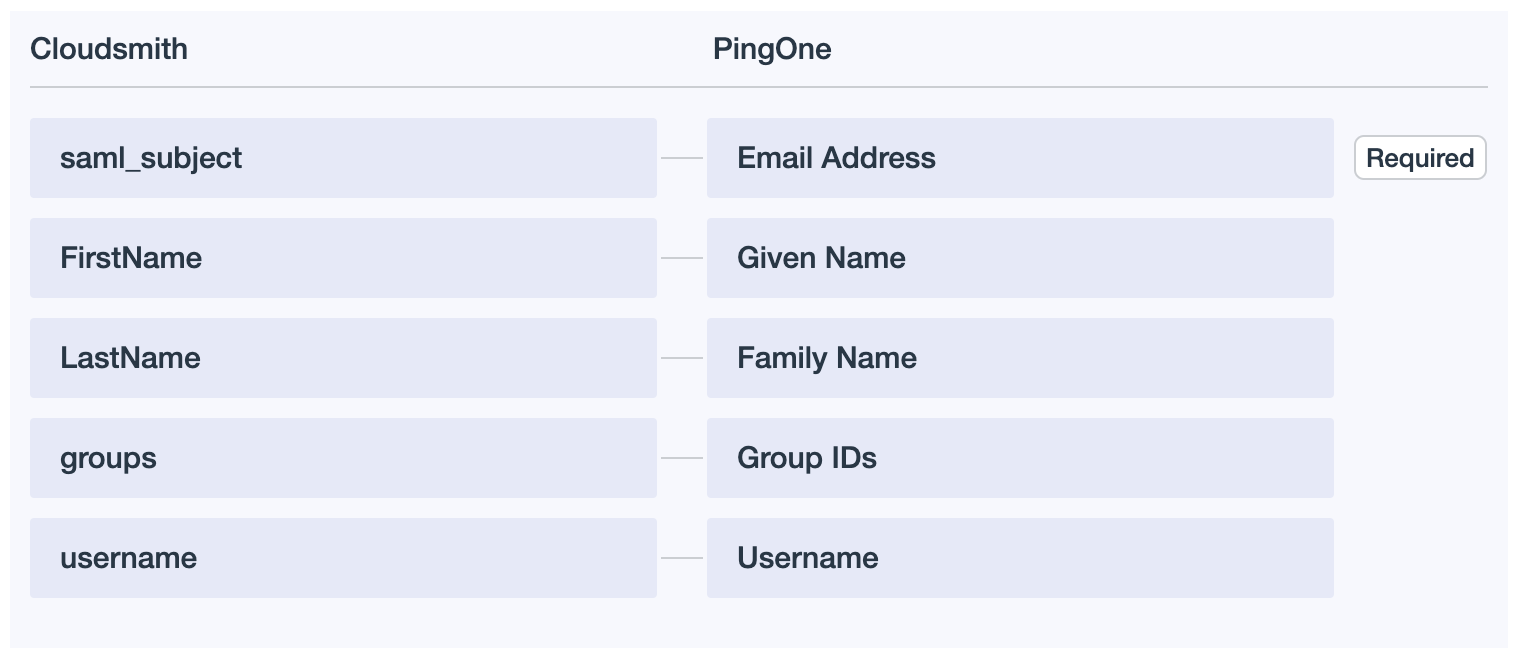 Cloudsmith PingOne
saml_subject Email Address Required
FirstName Given Name
LastName Family Name
groups Group IDs
username Username